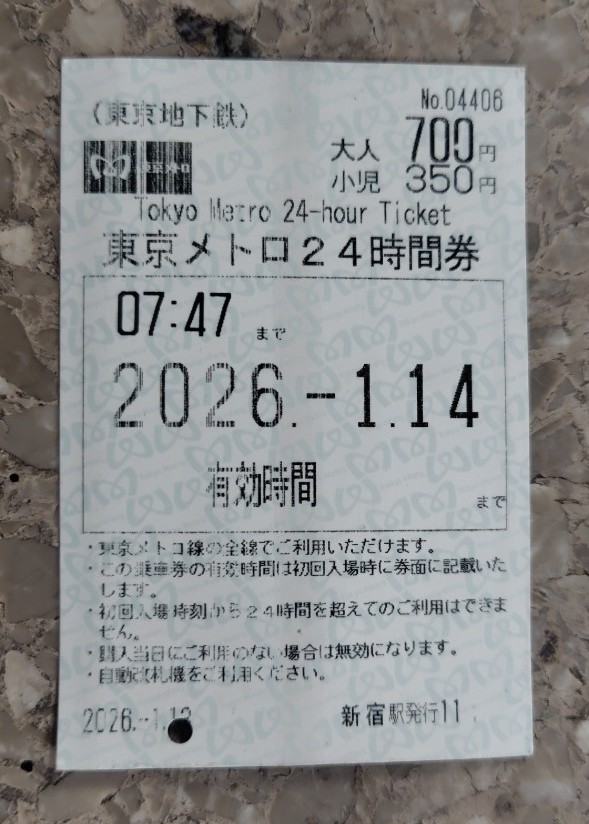 (東京地下鉄)
No.04406
東京メトロ
大人 700円
小児 350円
Tokyo Metro 24-hour Ticket
東京メトロ24時間券
07:47 まで
2026.-1.14
有効時間 まで
・東京メトロ線の全線でご利用いただけます。
・この乗車券の有効時間は初回入場時に券面に記載いた
します。
・初回入場時刻から24時間を超えてのご利用はできま
せん。
・購入当日にご利用のない場合は無効になります。
・自動改札機をご利用ください。
2026.-1.13
新宿駅発行11